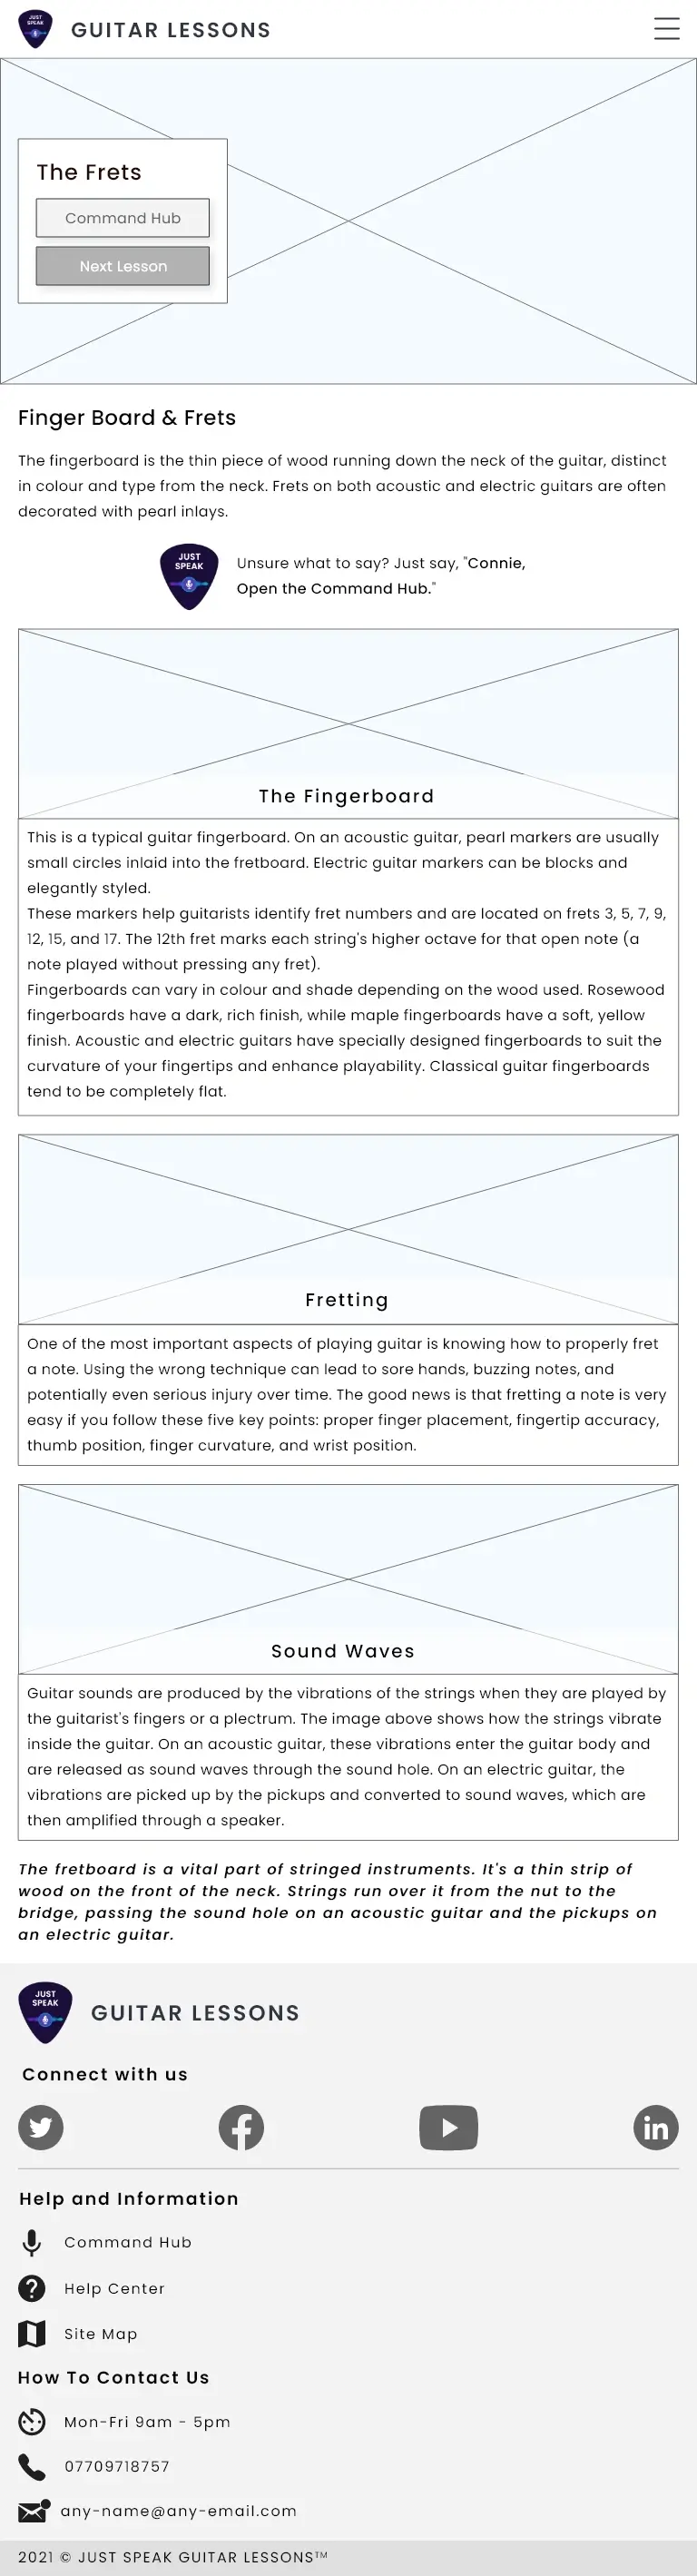 JUST
SPEAK
GUITAR LESSONS
The Frets
Command Hub
Next Lesson
Finger Board & Frets
The fingerboard is the thin piece of wood running down the neck of the guitar, distinct
in colour and type from the neck. Frets on both acoustic and electric guitars are often
decorated with pearl inlays.
JUST
SPEAK
Unsure what to say? Just say, "Connie,
Open the Command Hub."
The Fingerboard
This is a typical guitar fingerboard. On an acoustic guitar, pearl markers are usually
small circles inlaid into the fretboard. Electric guitar markers can be blocks and
elegantly styled.
These markers help guitarists identify fret numbers and are located on frets 3, 5, 7, 9,
12, 15, and 17. The 12th fret marks each string's higher octave for that open note (a
note played without pressing any fret).
Fingerboards can vary in colour and shade depending on the wood used. Rosewood
fingerboards have a dark, rich finish, while maple fingerboards have a soft, yellow
finish. Acoustic and electric guitars have specially designed fingerboards to suit the
curvature of your fingertips and enhance playability. Classical guitar fingerboards
tend to be completely flat.
Fretting
One of the most important aspects of playing guitar is knowing how to properly fret
a note. Using the wrong technique can lead to sore hands, buzzing notes, and
potentially even serious injury over time. The good news is that fretting a note is very
easy if you follow these five key points: proper finger placement, fingertip accuracy,
thumb position, finger curvature, and wrist position.
Sound Waves
Guitar sounds are produced by the vibrations of the strings when they are played by
the guitarist's fingers or a plectrum. The image above shows how the strings vibrate
inside the guitar. On an acoustic guitar, these vibrations enter the guitar body and
are released as sound waves through the sound hole. On an electric guitar, the
vibrations are picked up by the pickups and converted to sound waves, which are
then amplified through a speaker.
The fretboard is a vital part of stringed instruments. It's a thin strip of
wood on the front of the neck. Strings run over it from the nut to the
bridge, passing the sound hole on an acoustic guitar and the pickups on
an electric guitar.
JUST
SPEAK
GUITAR LESSONS
Connect with us
Help and Information
Command Hub
Help Center
Site Map
How To Contact Us
Mon-Fri 9am - 5pm
07709718757
any-name@any-email.com
2021 © JUST SPEAK GUITAR LESSONS™